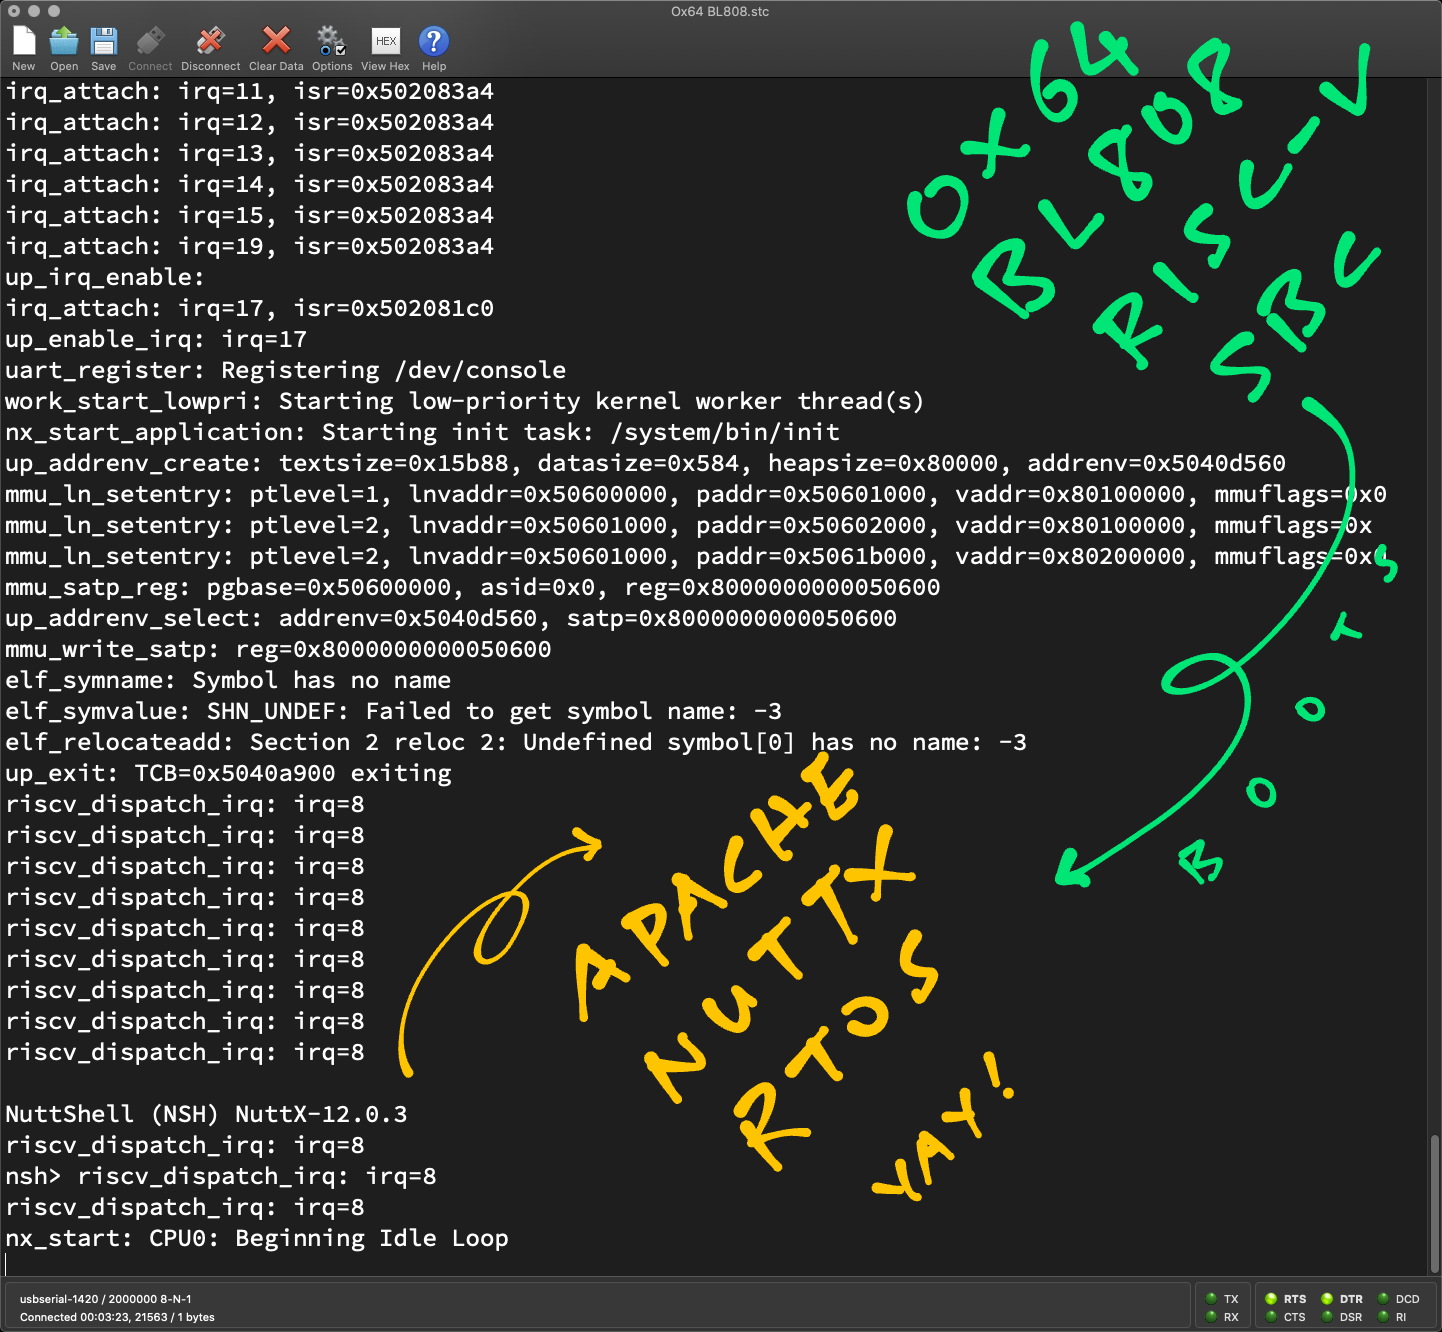 Ox64 BL808.stc
New Open Save Connect Disconnect Clear Data Options HEX View Hex ? Help
irq_attach: irq=11, isr=0x502083a4
irq_attach: irq=12, isr=0x502083a4
irq_attach: irq=13, isr=0x502083a4
irq_attach: irq=14, isr=0x502083a4
irq_attach: irq=15, isr=0x502083a4
irq_attach: irq=19, isr=0x502083a4
up_irq_enable:
irq_attach: irq=17, isr=0x502081c0
up_enable_irq: irq=17
uart_register: Registering /dev/console
work_start_lowpri: Starting low-priority kernel worker thread(s)
nx_start_application: Starting init task: /system/bin/init
up_addrenv_create: textsize=0x15b88, datasize=0x584, heapsize=0x80000, addrenv=0x5040d560
mmu_ln_setentry: ptlevel=1, lnvaddr=0x50600000, paddr=0x50601000, vaddr=0x80100000, mmuflags=0x0
mmu_ln_setentry: ptlevel=2, lnvaddr=0x50601000, paddr=0x50602000, vaddr=0x80100000, mmuflags=0x
mmu_ln_setentry: ptlevel=2, lnvaddr=0x50601000, paddr=0x5061b000, vaddr=0x80200000, mmuflags=0x0
mmu_satp_reg: pgbase=0x50600000, asid=0x0, reg=0x8000000000050600
up_addrenv_select: addrenv=0x5040d560, satp=0x8000000000050600
mmu_write_satp: reg=0x8000000000050600
elf_symname: Symbol has no name
elf_symvalue: SHN_UNDEF: Failed to get symbol name: -3
elf_relocateadd: Section 2 reloc 2: Undefined symbol[0] has no name: -3
up_exit: TCB=0x5040a900 exiting
riscv_dispatch_irq: irq=8
riscv_dispatch_irq: irq=8
riscv_dispatch_irq: irq=8
riscv_dispatch_irq: irq=8
riscv_dispatch_irq: irq=8
riscv_dispatch_irq: irq=8
riscv_dispatch_irq: irq=8
riscv_dispatch_irq: irq=8
riscv_dispatch_irq: irq=8
NuttShell (NSH) NuttX-12.0.3
riscv_dispatch_irq: irq=8
nsh> riscv_dispatch_irq: irq=8
riscv_dispatch_irq: irq=8
nx_start: CPU0: Beginning Idle Loop
OX64
BL808
RISC-V
SBC
BOOTS
APACHE
NUTTX
RTOS
YAY!
usbserial-1420 / 2000000 8-N-1
Connected 00:03:23, 21563 / 1 bytes
TX RTS DTR DCD
RX CTS DSR RI